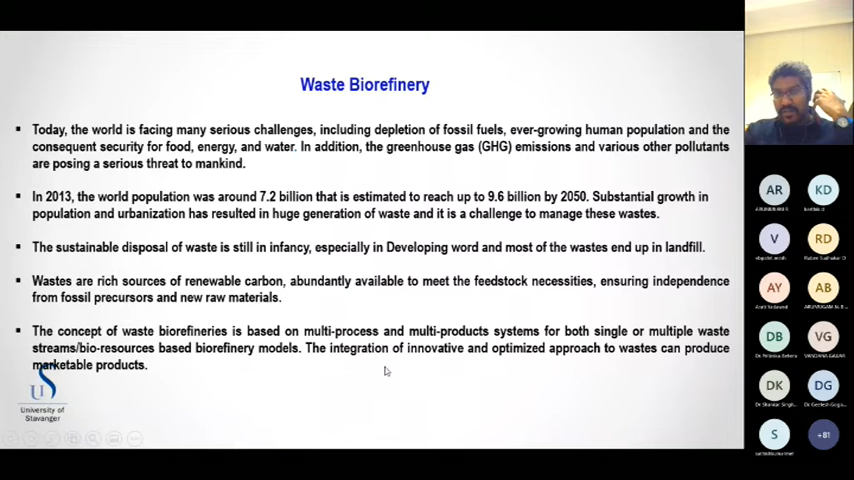 Waste Biorefinery
▪ Today, the world is facing many serious challenges, including depletion of fossil fuels, ever-growing human population and the
consequent security for food, energy, and water. In addition, the greenhouse gas (GHG) emissions and various other pollutants
are posing a serious threat to mankind.
▪ In 2013, the world population was around 7.2 billion that is estimated to reach up to 9.6 billion by 2050. Substantial growth in
population and urbanization has resulted in huge generation of waste and it is a challenge to manage these wastes.
▪ The sustainable disposal of waste is still in infancy, especially in Developing word and most of the wastes end up in landfill.
▪ Wastes are rich sources of renewable carbon, abundantly available to meet the feedstock necessities, ensuring independence
from fossil precursors and new raw materials.
▪ The concept of waste biorefineries is based on multi-process and multi-products systems for both single or multiple waste
streams/bio-resources based biorefinery models. The integration of innovative and optimized approach to wastes can produce
marketable products.
University of
Stavanger
AR
KD
V
RD
AY
AB
DB
VG
DK
DG
S
+81